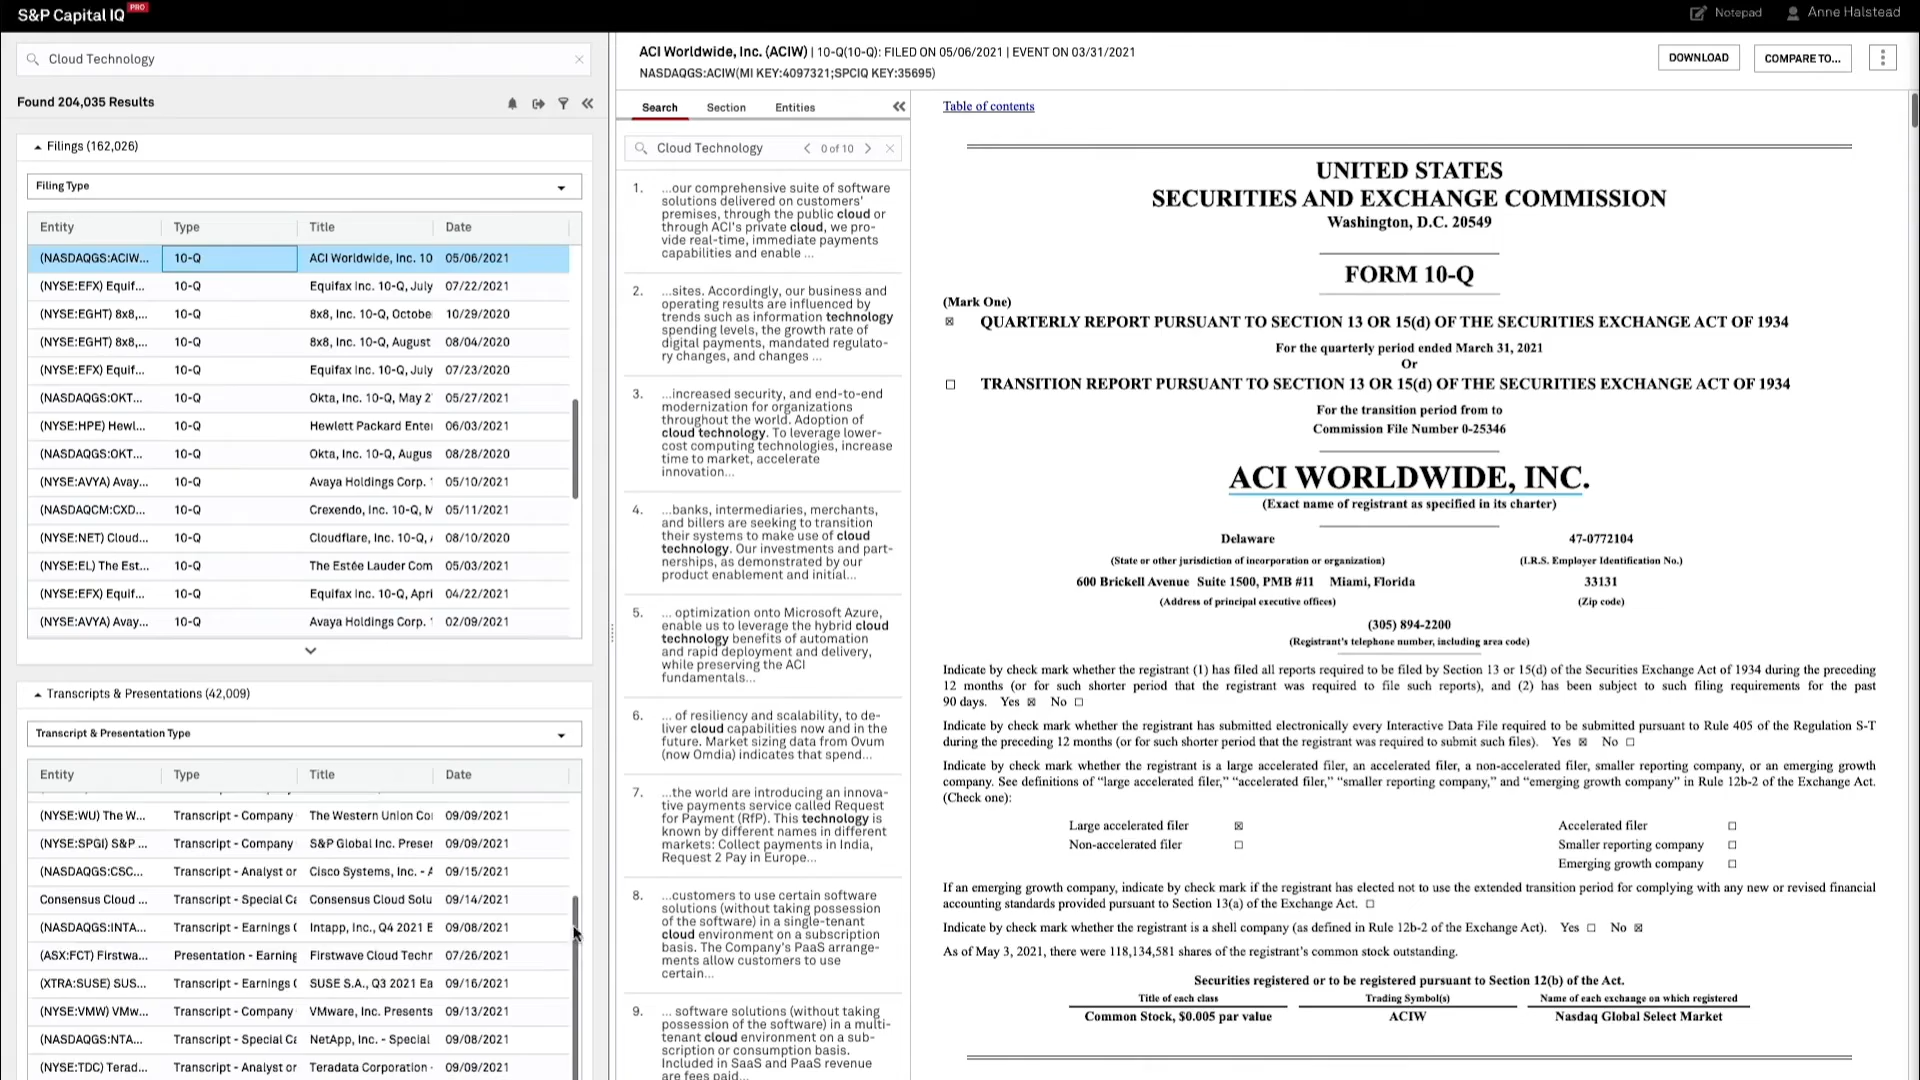 S&P Capital IQ PRO
Notepad
Anne Halstead
Cloud Technology
Found 204,035 Results
Filings (162,026)
Filing Type
Entity Type Title Date
(NASDAQGS:ACIW... 10-Q ACI Worldwide, Inc. 10 05/06/2021
(NYSE:EFX) Equif... 10-Q Equifax Inc. 10-Q, July 07/22/2021
(NYSE:EGHT) 8x8,... 10-Q 8x8, Inc. 10-Q, Octobe 10/29/2020
(NYSE:EGHT) 8x8,... 10-Q 8x8, Inc. 10-Q, August 08/04/2020
(NYSE:EFX) Equif... 10-Q Equifax Inc. 10-Q, July 07/23/2020
(NASDAQGS:OKT... 10-Q Okta, Inc. 10-Q, May 2 05/27/2021
(NYSE:HPE) Hewl... 10-Q Hewlett Packard Enter 06/03/2021
(NASDAQGS:OKT... 10-Q Okta, Inc. 10-Q, Augus 08/28/2020
(NYSE:AVYA) Avay... 10-Q Avaya Holdings Corp. 05/10/2021
(NASDAQCM:CXD... 10-Q Crexendo, Inc. 10-Q, M 05/11/2021
(NYSE:NET) Cloud... 10-Q Cloudflare, Inc. 10-Q, 08/10/2020
(NYSE:EL) The Est... 10-Q The Estée Lauder Com 05/03/2021
(NYSE:EFX) Equif... 10-Q Equifax Inc. 10-Q, Apri 04/22/2021
(NYSE:AVYA) Avay... 10-Q Avaya Holdings Corp. 02/09/2021
Transcripts & Presentations (42,009)
Transcript & Presentation Type
Entity Type Title Date
(NYSE:WU) The W... Transcript - Company The Western Union Co 09/09/2021
(NYSE:SPGI) S&P ... Transcript - Company S&P Global Inc. Preser 09/09/2021
(NASDAQGS:CSC... Transcript - Analyst or Cisco Systems, Inc. - 09/15/2021
Consensus Cloud ... Transcript - Special Ca Consensus Cloud Solu 09/14/2021
(NASDAQGS:INTA... Transcript - Earnings Intapp, Inc., Q4 2021 E 09/08/2021
(ASX:FCT) Firstwa... Presentation - Earning Firstwave Cloud Techr 07/26/2021
(XTRA:SUSE) SUS... Transcript - Earnings SUSE S.A., Q3 2021 Ea 09/16/2021
(NYSE:VMW) VMw... Transcript - Company VMware, Inc. Presents 09/13/2021
(NASDAQGS:NTA... Transcript - Special Ca NetApp, Inc. - Special 09/08/2021
(NYSE:TDC) Terad... Transcript - Analyst or Teradata Corporation - 09/09/2021
ACI Worldwide, Inc. (ACIW) | 10-Q(10-Q): FILED ON 05/06/2021 | EVENT ON 03/31/2021
NASDAQGS:ACIW(MI KEY:4097321;SPCIQ KEY:35695)
DOWNLOAD
COMPARE TO...
Search Section Entities
Cloud Technology 0 of 10
1. ...our comprehensive suite of software
solutions delivered on customers'
premises, through the public cloud or
through ACI's private cloud, we pro-
vide real-time, immediate payments
capabilities and enable ...
2. ...sites. Accordingly, our business and
operating results are influenced by
trends such as information technology
spending levels, the growth rate of
digital payments, mandated regulato-
ry changes, and changes ...
3. ...increased security, and end-to-end
modernization for organizations
throughout the world. Adoption of
cloud technology. To leverage lower-
cost computing technologies, increase
time to market, accelerate
innovation...
4. ...banks, intermediaries, merchants,
and billers are seeking to transition
their systems to make use of cloud
technology. Our investments and part-
nerships, as demonstrated by our
product enablement and initial...
5. ... optimization onto Microsoft Azure,
enable us to leverage the hybrid cloud
technology benefits of automation
and rapid deployment and delivery,
while preserving the ACI
fundamentals...
6. ... of resiliency and scalability, to de-
liver cloud capabilities now and in the
future. Market sizing data from Ovum
(now Omdia) indicates that spend...
7. ...the world are introducing an innova-
tive payments service called Request
for Payment (RfP). This technology is
known by different names in different
markets: Collect payments in India,
Request 2 Pay in Europe...
8. ...customers to use certain software
solutions (without taking possession
of the software) in a single-tenant
cloud environment on a subscription
basis. The Company's PaaS arrange-
ments allow customers to use
certain...
9. ... software solutions (without taking
possession of the software) in a multi-
tenant cloud environment on a sub-
scription or consumption basis.
Included in SaaS and PaaS revenue
are fees paid...
Table of contents
UNITED STATES
SECURITIES AND EXCHANGE COMMISSION
Washington, D.C. 20549
FORM 10-Q
(Mark One)
☒ QUARTERLY REPORT PURSUANT TO SECTION 13 OR 15(d) OF THE SECURITIES EXCHANGE ACT OF 1934
For the quarterly period ended March 31, 2021
Or
☐ TRANSITION REPORT PURSUANT TO SECTION 13 OR 15(d) OF THE SECURITIES EXCHANGE ACT OF 1934
For the transition period from to
Commission File Number 0-25346
ACI WORLDWIDE, INC.
(Exact name of registrant as specified in its charter)
Delaware 47-0772104
(State or other jurisdiction of incorporation or organization) (I.R.S. Employer Identification No.)
600 Brickell Avenue Suite 1500, PMB #11 Miami, Florida 33131
(Address of principal executive offices) (Zip code)
(305) 894-2200
(Registrant's telephone number, including area code)
Indicate by check mark whether the registrant (1) has filed all reports required to be filed by Section 13 or 15(d) of the Securities Exchange Act of 1934 during the preceding
12 months (or for such shorter period that the registrant was required to file such reports), and (2) has been subject to such filing requirements for the past
90 days. Yes ☒ No ☐
Indicate by check mark whether the registrant has submitted electronically every Interactive Data File required to be submitted pursuant to Rule 405 of the Regulation S-T
during the preceding 12 months (or for such shorter period that the registrant was required to submit such files). Yes ☒ No ☐
Indicate by check mark whether the registrant is a large accelerated filer, an accelerated filer, a non-accelerated filer, smaller reporting company, or an emerging growth
company. See definitions of “large accelerated filer,” “accelerated filer,” “smaller reporting company,” and “emerging growth company” in Rule 12b-2 of the Exchange Act.
(Check one):
Large accelerated filer ☒ Accelerated filer ☐
Non-accelerated filer ☐ Smaller reporting company ☐
Emerging growth company ☐
If an emerging growth company, indicate by check mark if the registrant has elected not to use the extended transition period for complying with any new or revised financial
accounting standards provided pursuant to Section 13(a) of the Exchange Act. ☐
Indicate by check mark whether the registrant is a shell company (as defined in Rule 12b-2 of the Exchange Act). Yes ☐ No ☒
As of May 3, 2021, there were 118,134,581 shares of the registrant's common stock outstanding.
Securities registered or to be registered pursuant to Section 12(b) of the Act.
Title of each class Trading Symbol(s) Name of each exchange on which registered
Common Stock, $0.005 par value ACIW Nasdaq Global Select Market